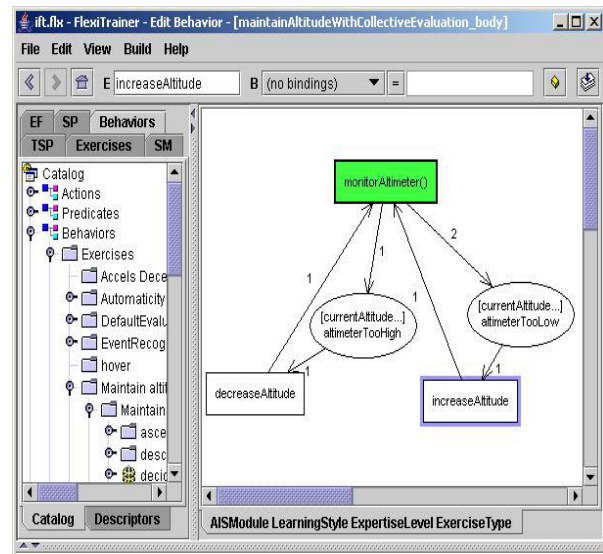 ift.flx - FlexiTrainer - Edit Behavior - [maintainAltitudeWithCollectiveEvaluation_body]
File Edit View Build Help
E increaseAltitude B (no bindings) =
EF SP Behaviors
TSP Exercises SM
Catalog
Actions
Predicates
Behaviors
Exercises
Accels Dece
Automaticity
DefaultEvalu
EventRecog
hover
Maintain altit
Maintain
asce
desc
decic
Catalog Descriptors
monitorAltimeter()
1
2
1
1
[currentAltitude...]
altimeterTooHigh
[currentAltitude...]
altimeterTooLow
1
1
decreaseAltitude
increaseAltitude
AISModule LearningStyle ExpertiseLevel ExerciseType